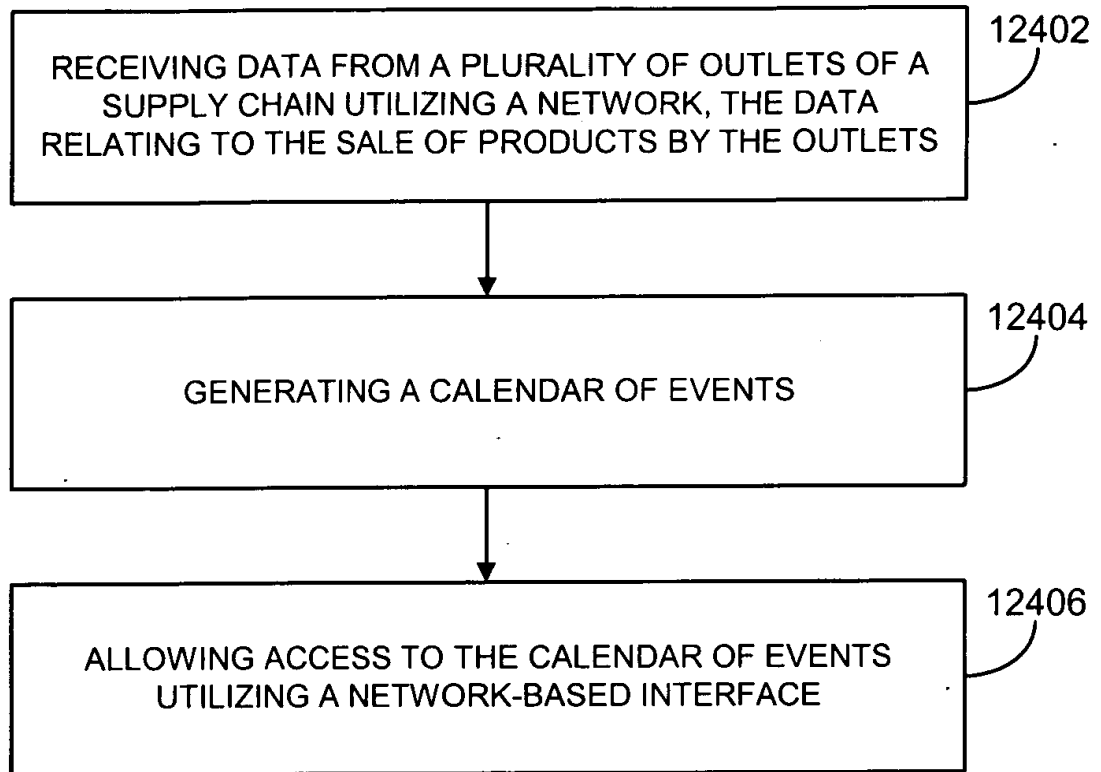 12402
RECEIVING DATA FROM A PLURALITY OF OUTLETS OF A
SUPPLY CHAIN UTILIZING A NETWORK, THE DATA
RELATING TO THE SALE OF PRODUCTS BY THE OUTLETS
12404
GENERATING A CALENDAR OF EVENTS
12406
ALLOWING ACCESS TO THE CALENDAR OF EVENTS
UTILIZING A NETWORK-BASED INTERFACE